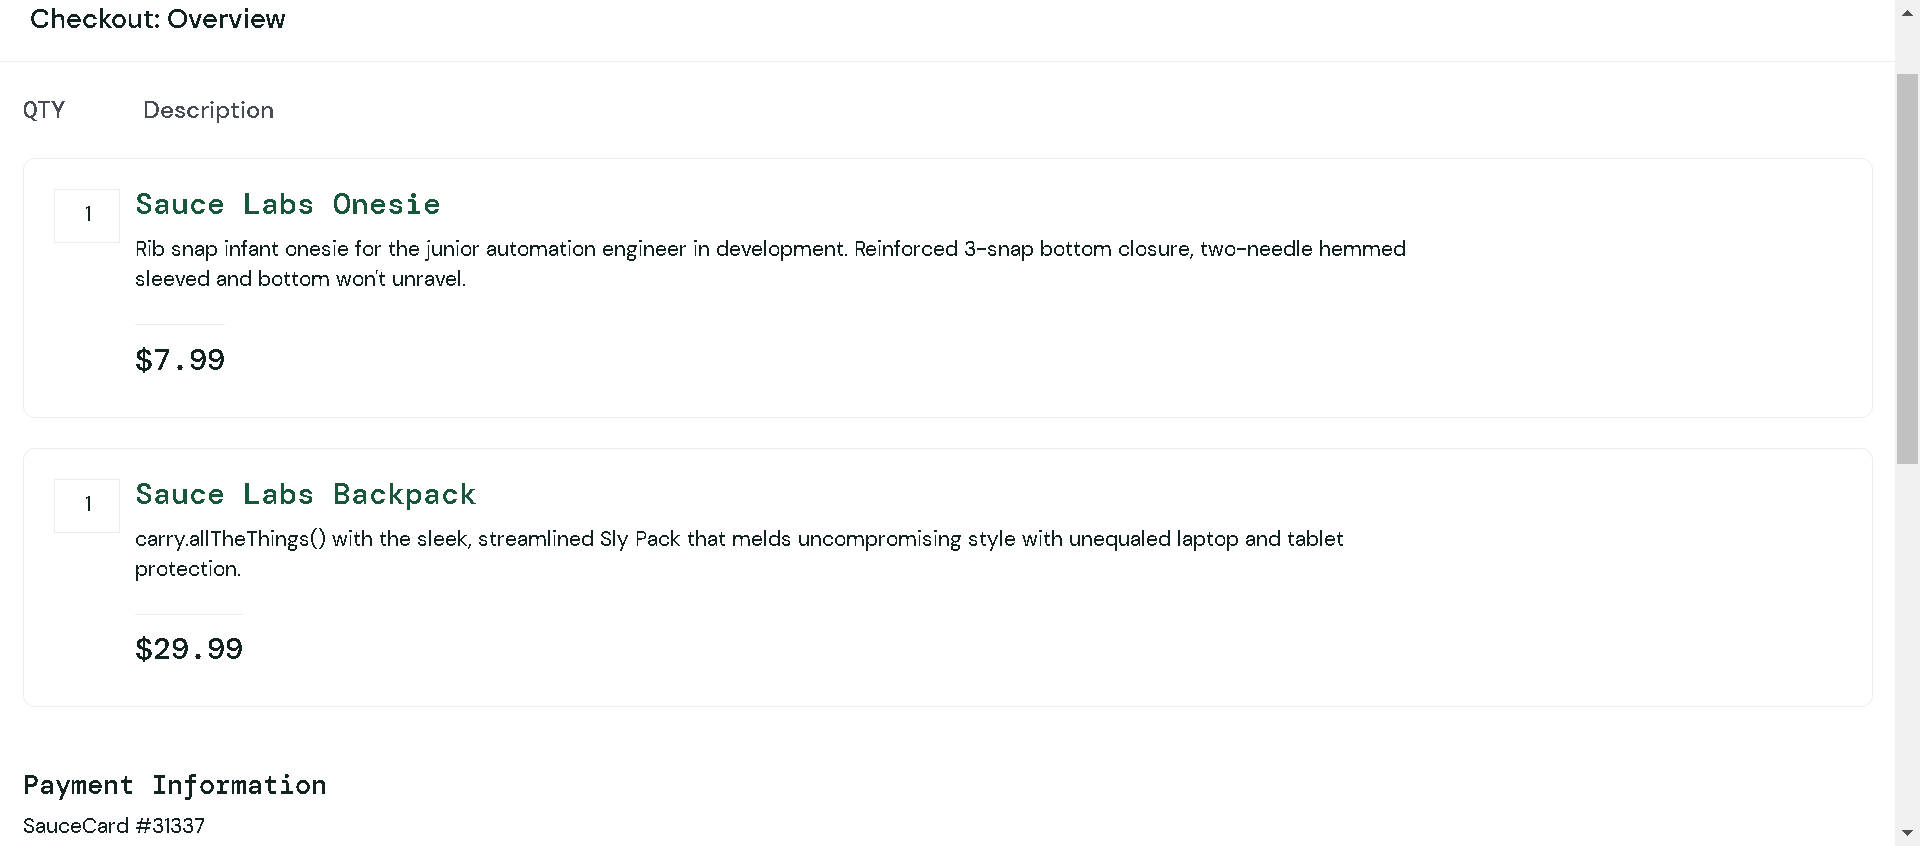 Checkout: Overview
QTY Description
1 Sauce Labs Onesie
Rib snap infant onesie for the junior automation engineer in development. Reinforced 3-snap bottom closure, two-needle hemmed
sleeved and bottom won't unravel.
$7.99
1 Sauce Labs Backpack
carry.allTheThings() with the sleek, streamlined Sly Pack that melds uncompromising style with unequaled laptop and tablet
protection.
$29.99
Payment Information
SauceCard #31337